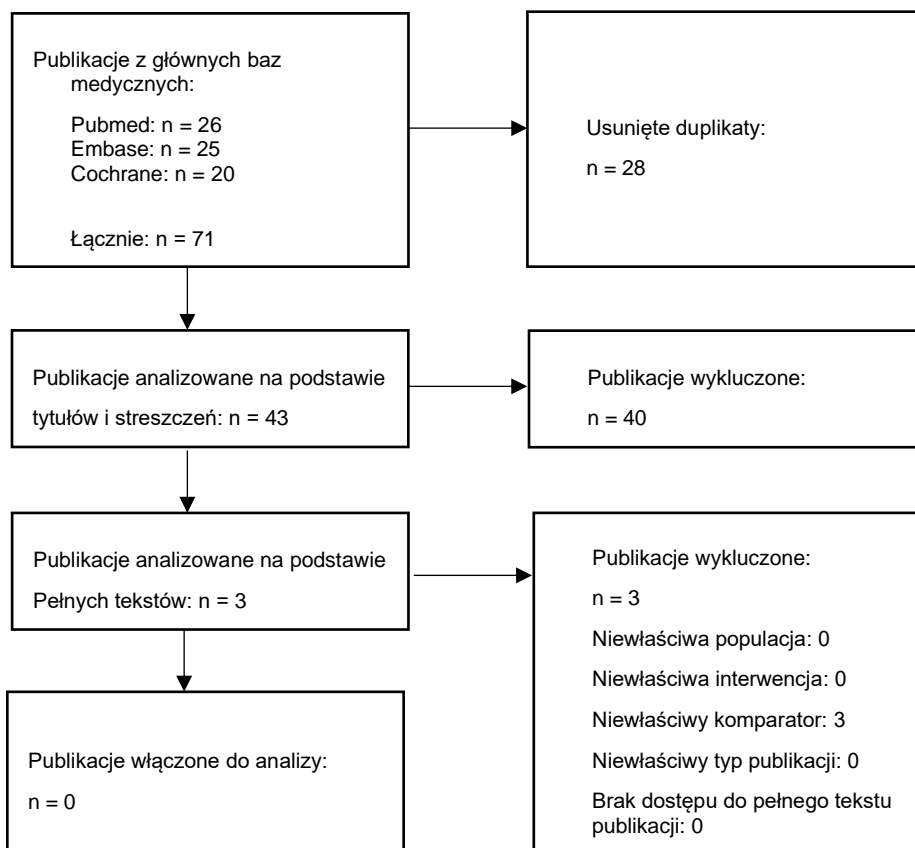 Publikacje z głównych baz
medycznych:
Pubmed: n = 26
Embase: n = 25
Cochrane: n = 20
Łącznie: n = 71
Usunięte duplikaty:
n = 28
Publikacje analizowane na podstawie
tytułów i streszczeń: n = 43
Publikacje wykluczone:
n = 40
Publikacje analizowane na podstawie
Pełnych tekstów: n = 3
Publikacje wykluczone:
n = 3
Niewłaściwa populacja: 0
Niewłaściwa interwencja: 0
Niewłaściwy komparator: 3
Niewłaściwy typ publikacji: 0
Brak dostępu do pełnego tekstu
publikacji: 0
Publikacje włączone do analizy:
n = 0